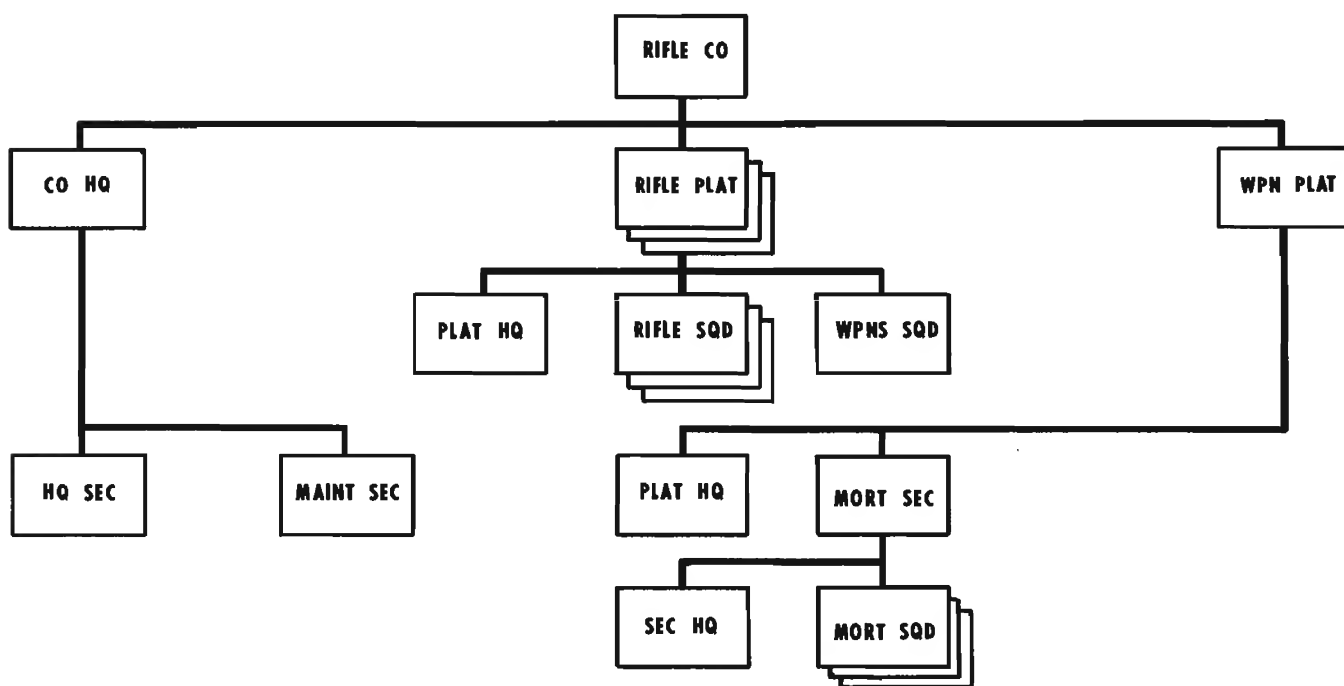 RIFLE CO
CO HQ
RIFLE PLAT
WPN PLAT
PLAT HQ
RIFLE SQD
WPNS SQD
HQ SEC
MAINT SEC
PLAT HQ
MORT SEC
SEC HQ
MORT SQD